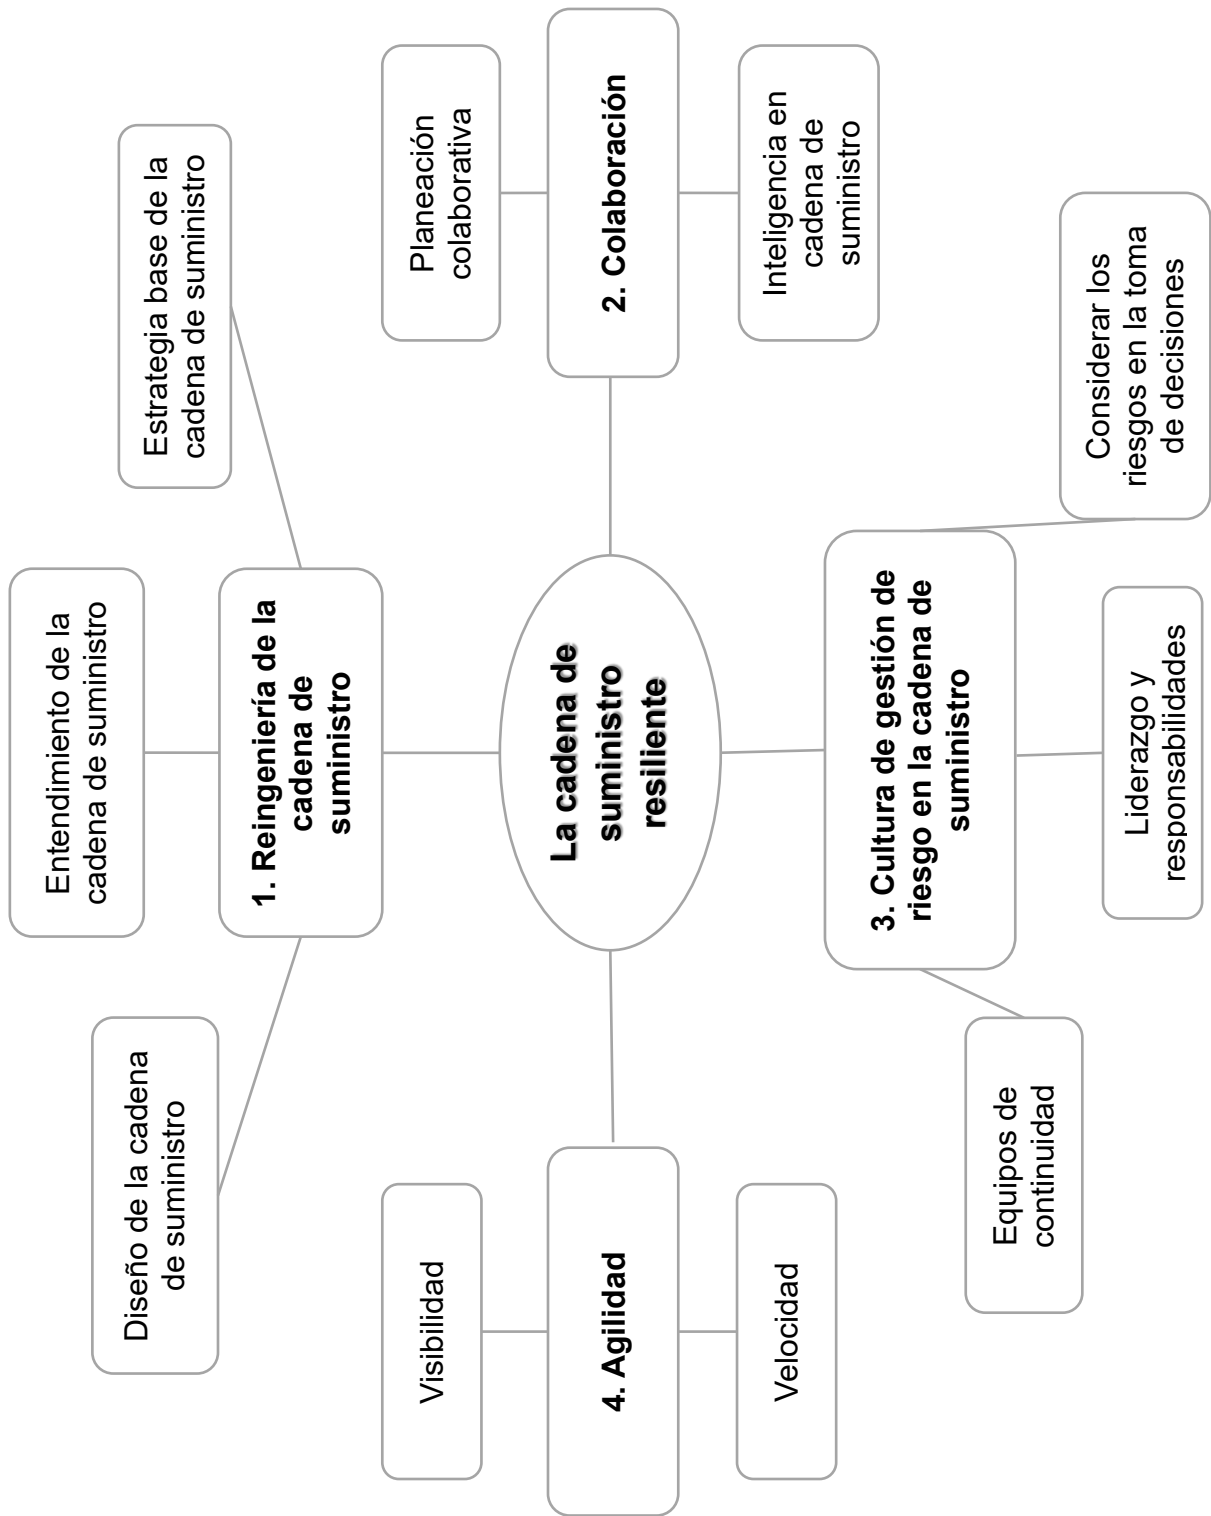 Entendimiento de la
cadena de suministro
Diseño de la cadena
de suministro
Estrategia base de la
cadena de suministro
1. Reingeniería de la
cadena de
suministro
Visibilidad
4. Agilidad
Velocidad
La cadena de
suministro
resiliente
Planeación
colaborativa
2. Colaboración
Inteligencia en
cadena de
suministro
3. Cultura de gestión de
riesgo en la cadena de
suministro
Equipos de
continuidad
Liderazgo y
responsabilidades
Considerar los
riesgos en la toma
de decisiones